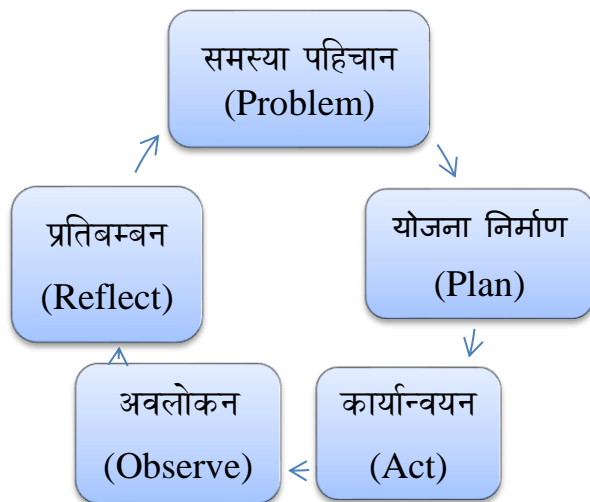 समस्या पहिचान
(Problem)
योजना निर्माण
(Plan)
कार्यान्वयन
(Act)
अवलोकन
(Observe)
प्रतिबम्बन
(Reflect)